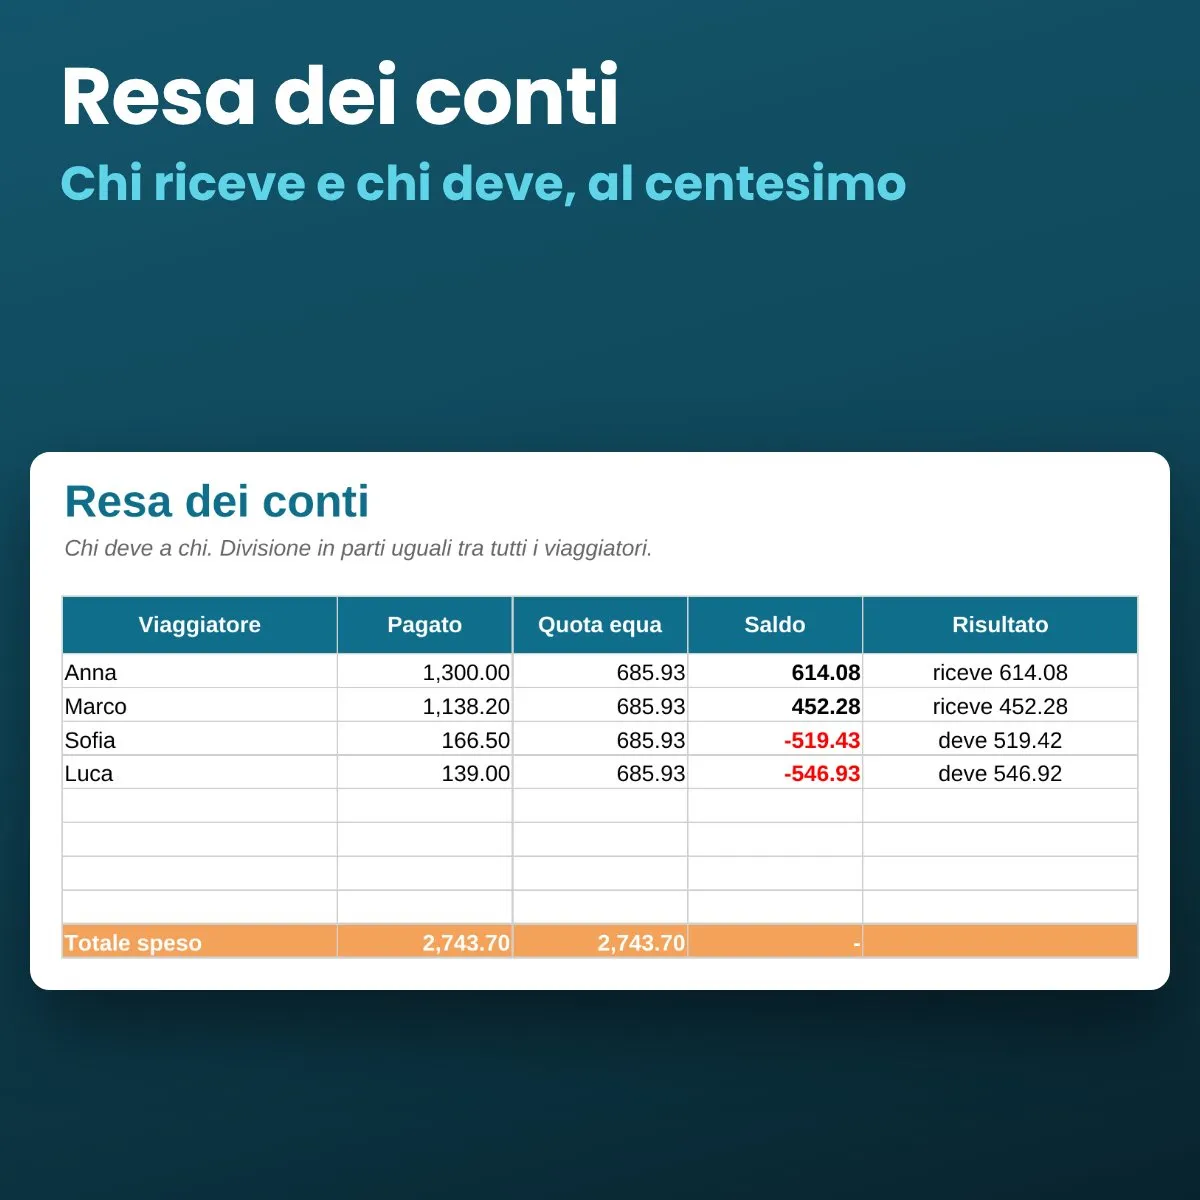 Resa dei conti
Chi riceve e chi deve, al centesimo
Resa dei conti
Chi deve a chi. Divisione in parti uguali tra tutti i viaggiatori.
Viaggiatore Pagato Quota equa Saldo Risultato
Anna 1,300.00 685.93 614.08 riceve 614.08
Marco 1,138.20 685.93 452.28 riceve 452.28
Sofia 166.50 685.93 -519.43 deve 519.42
Luca 139.00 685.93 -546.93 deve 546.92
Totale speso 2,743.70 2,743.70 -